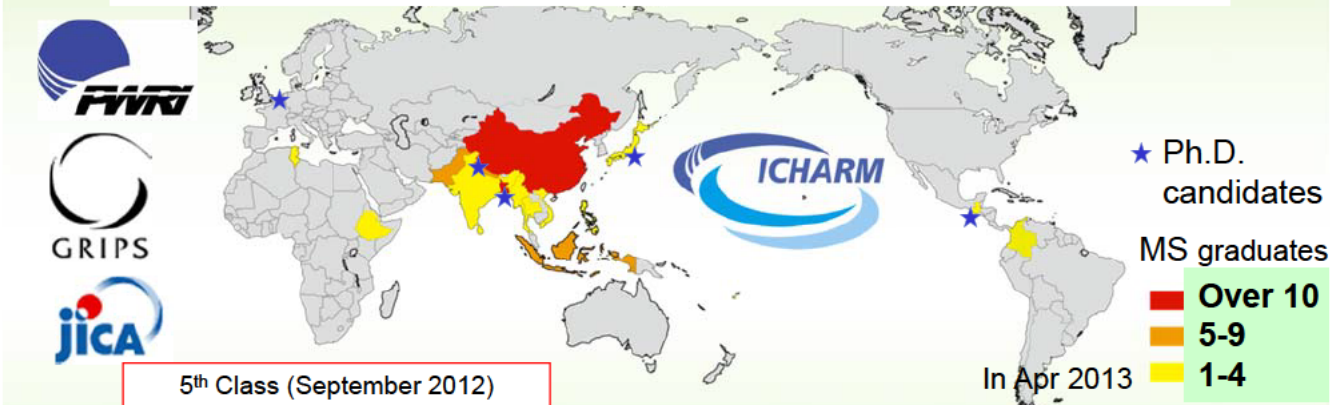 PWRI
GRIPS
jICA
ICHARM
★ Ph.D.
candidates
MS graduates
Over 10
5-9
1-4
In Apr 2013
5th Class (September 2012)